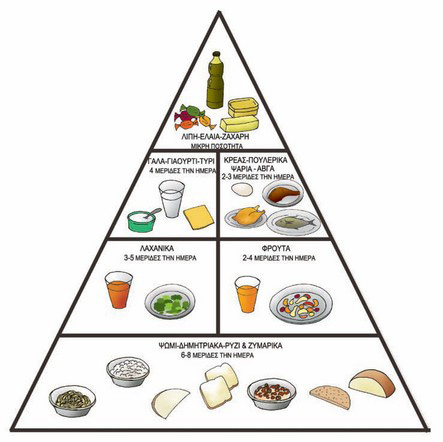 ΛΙΠΗ-ΕΛΑΙΑ-ΖΑΧΑΡΗ
ΜΙΚΡΗ ΠΟΣΟΤΗΤΑ
ΓΑΛΑ-ΓΙΑΟΥΡΤΙ-ΤΥΡΙ
4 ΜΕΡΙΔΕΣ ΤΗΝ ΗΜΕΡΑ
ΚΡΕΑΣ-ΠΟΥΛΕΡΙΚΑ
ΨΑΡΙΑ - ΑΒΓΑ
2-3 ΜΕΡΙΔΕΣ ΤΗΝ ΗΜΕΡΑ
ΛΑΧΑΝΙΚΑ
3-5 ΜΕΡΙΔΕΣ ΤΗΝ ΗΜΕΡΑ
ΦΡΟΥΤΑ
2-4 ΜΕΡΙΔΕΣ ΤΗΝ ΗΜΕΡΑ
ΨΩΜΙ-ΔΗΜΗΤΡΙΑΚΑ-ΡΥΖΙ & ΖΥΜΑΡΙΚΑ
6-8 ΜΕΡΙΔΕΣ ΤΗΝ ΗΜΕΡΑ